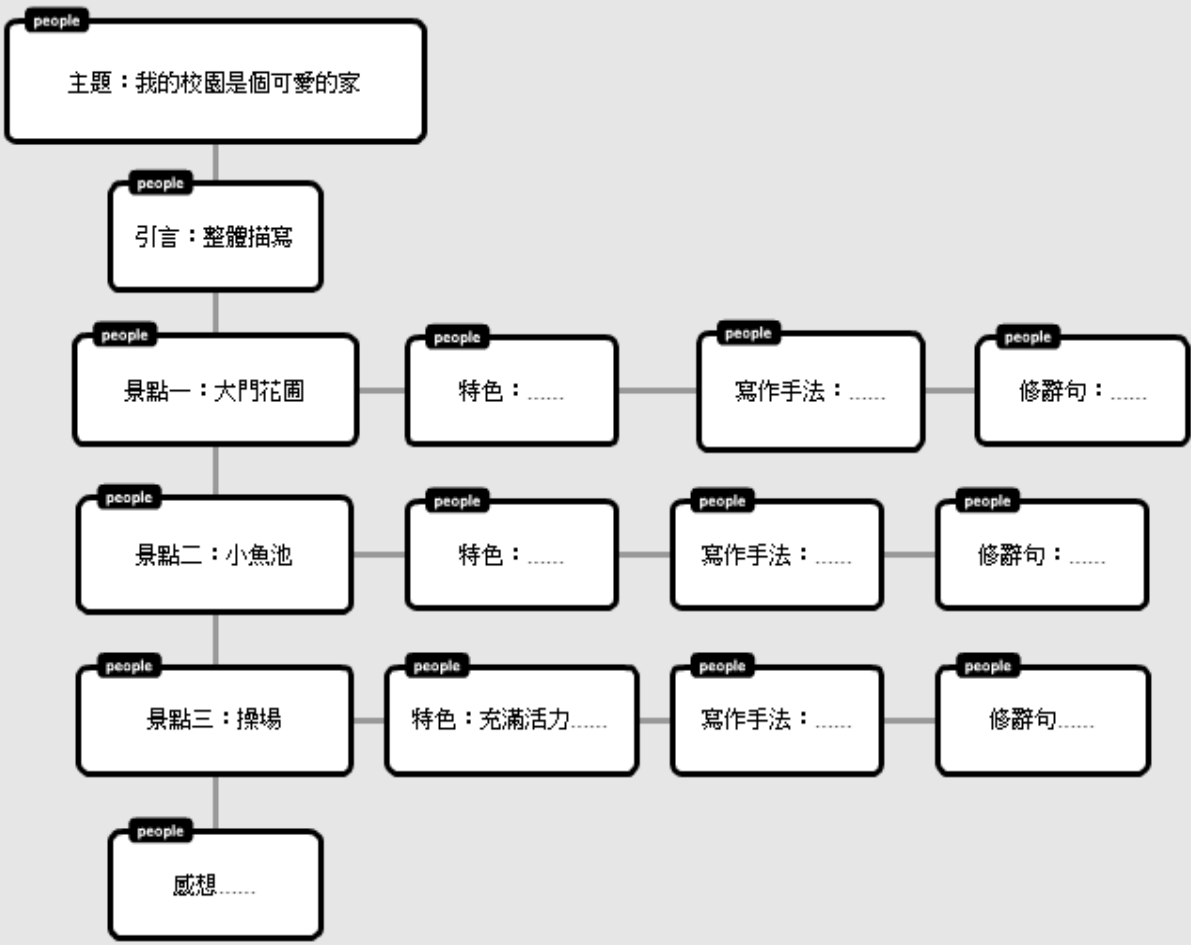 people
主題：我的校園是個可愛的家
people
引言：整體描寫
people
景點一：大門花圃
people
特色：……
people
寫作手法：……
people
修辭句：……
people
景點二：小魚池
people
特色：……
people
寫作手法：……
people
修辭句：……
people
景點三：操場
people
特色：充滿活力……
people
寫作手法：……
people
修辭句……
people
感想……